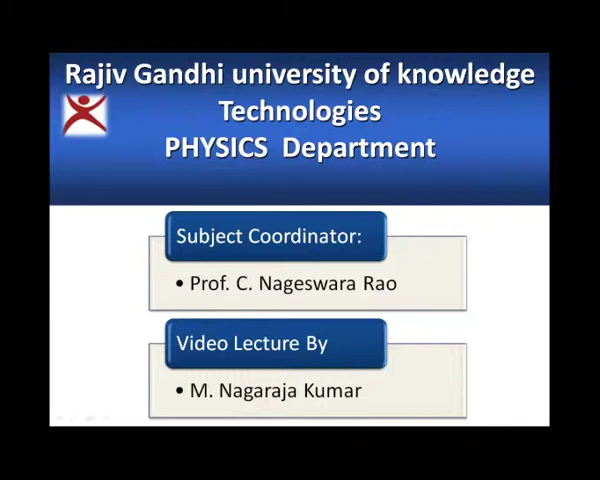 Rajiv Gandhi university of knowledge
Technologies
PHYSICS Department
Subject Coordinator:
• Prof. C. Nageswara Rao
Video Lecture By
• M. Nagaraja Kumar